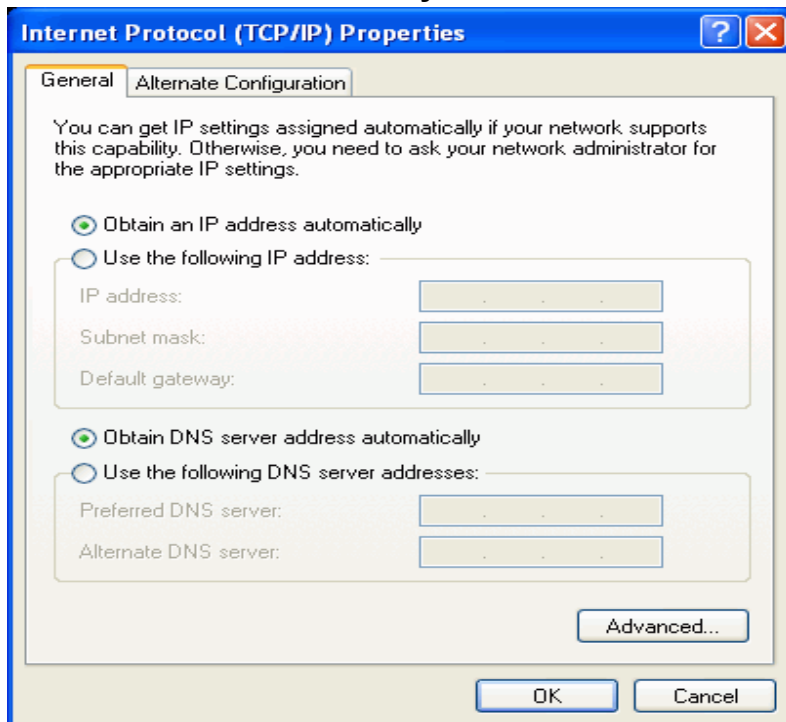 Internet Protocol (TCP/IP) Properties
General
Alternate Configuration
You can get IP settings assigned automatically if your network supports
this capability. Otherwise, you need to ask your network administrator for
the appropriate IP settings.
Obtain an IP address automatically
Use the following IP address:
IP address:
Subnet mask:
Default gateway:
Obtain DNS server address automatically
Use the following DNS server addresses:
Preferred DNS server:
Alternate DNS server:
Advanced...
OK
Cancel